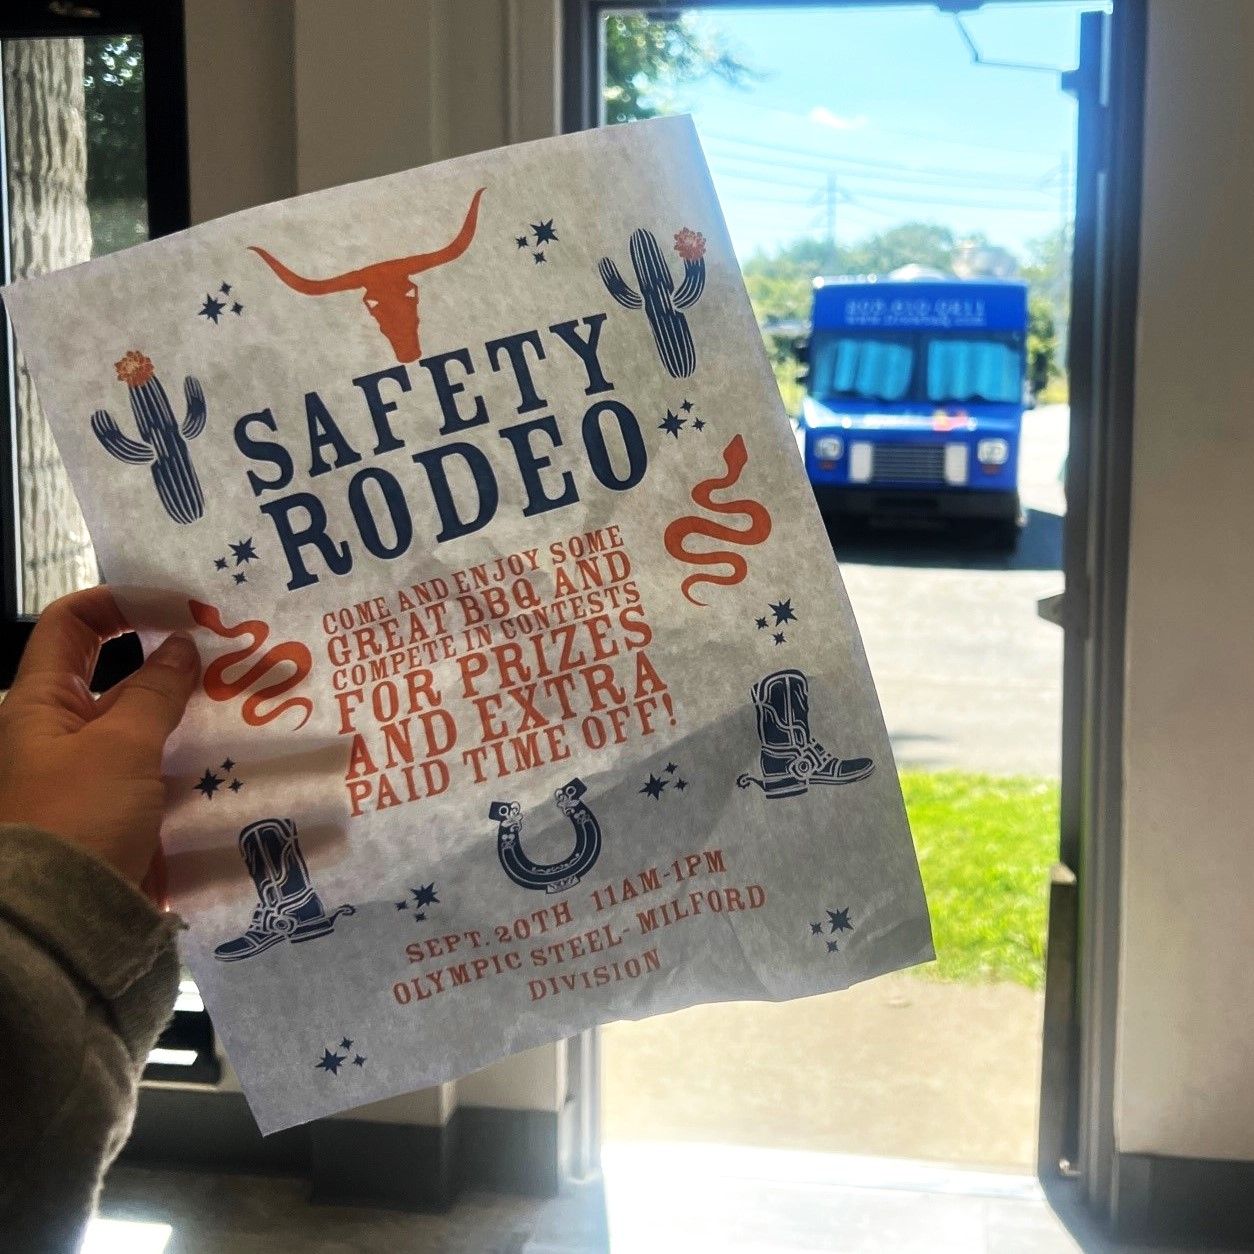 SAFETY
RODEO
COME AND ENJOY SOME
GREAT BBQ AND
COMPETE IN CONTESTS
FOR PRIZES
AND EXTRA
PAID TIME OFF!
SEPT. 20TH 11AM-1PM
OLYMPIC STEEL- MILFORD
DIVISION